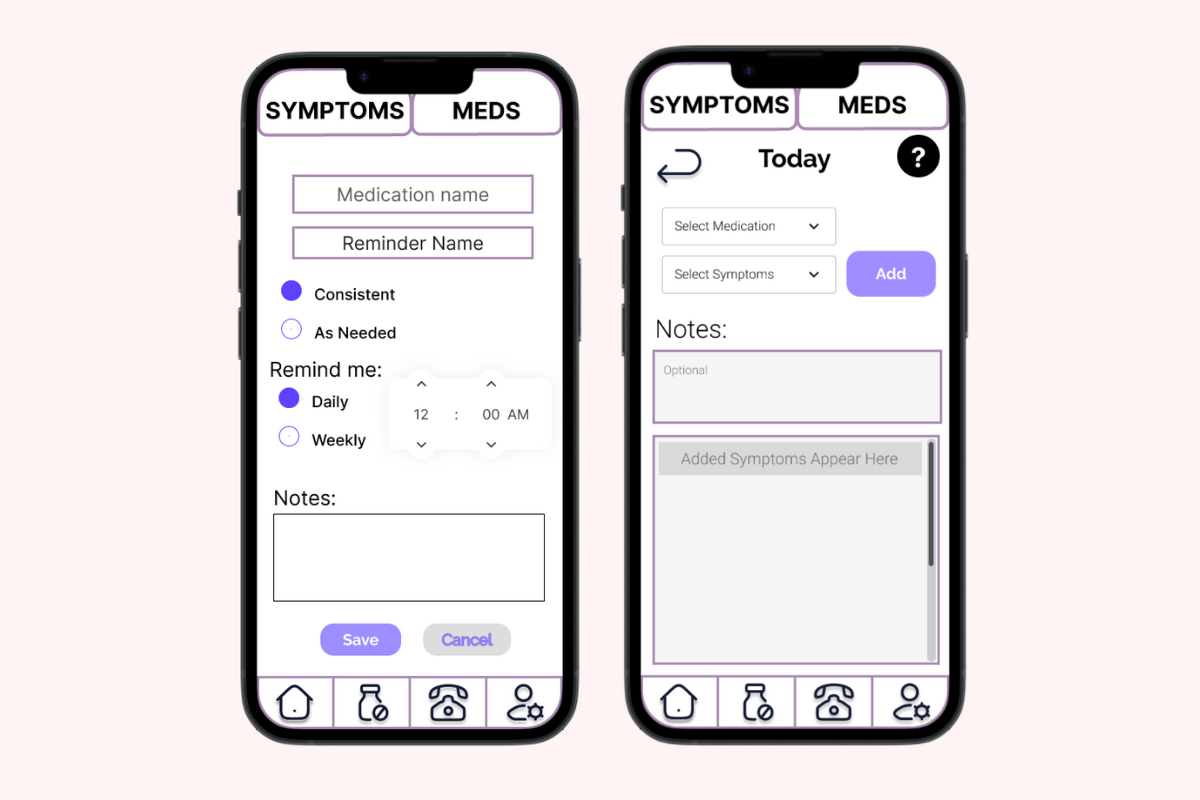 SYMPTOMS MEDS
Medication name
Reminder Name
Consistent
As Needed
Remind me:
Daily
12 : 00 AM
Weekly
Notes:
Save Cancel
SYMPTOMS MEDS
Today ?
Select Medication
Select Symptoms Add
Notes:
Optional
Added Symptoms Appear Here